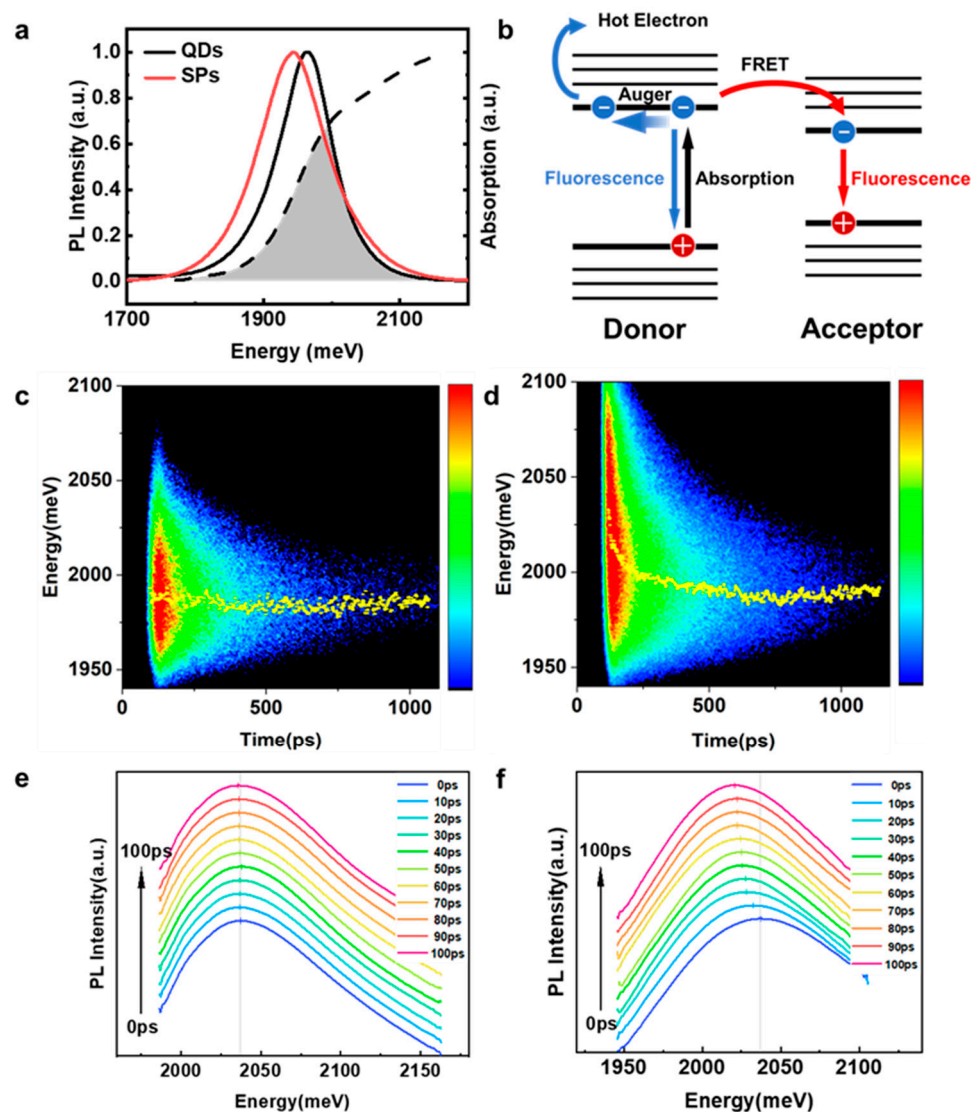 a
QDs
SPs
PL Intensity (a.u.)
1.0
0.8
0.6
0.4
0.2
0.0
1700
1900
2100
Energy (meV)
Absorption (a.u.)
b
Hot Electron
FRET
Auger
Fluorescence
Absorption
Fluorescence
Donor
Acceptor
c
2100
2050
2000
1950
Energy(meV)
0
500
1000
Time(ps)
d
2100
2050
2000
1950
Energy(meV)
0
500
1000
Time(ps)
e
PL Intensity(a.u.)
100ps
0ps
0ps
10ps
20ps
30ps
40ps
50ps
60ps
70ps
80ps
90ps
100ps
2000
2050
2100
2150
Energy(meV)
f
PL Intensity(a.u.)
100ps
0ps
0ps
10ps
20ps
30ps
40ps
50ps
60ps
70ps
80ps
90ps
100ps
1950
2000
2050
2100
Energy(meV)